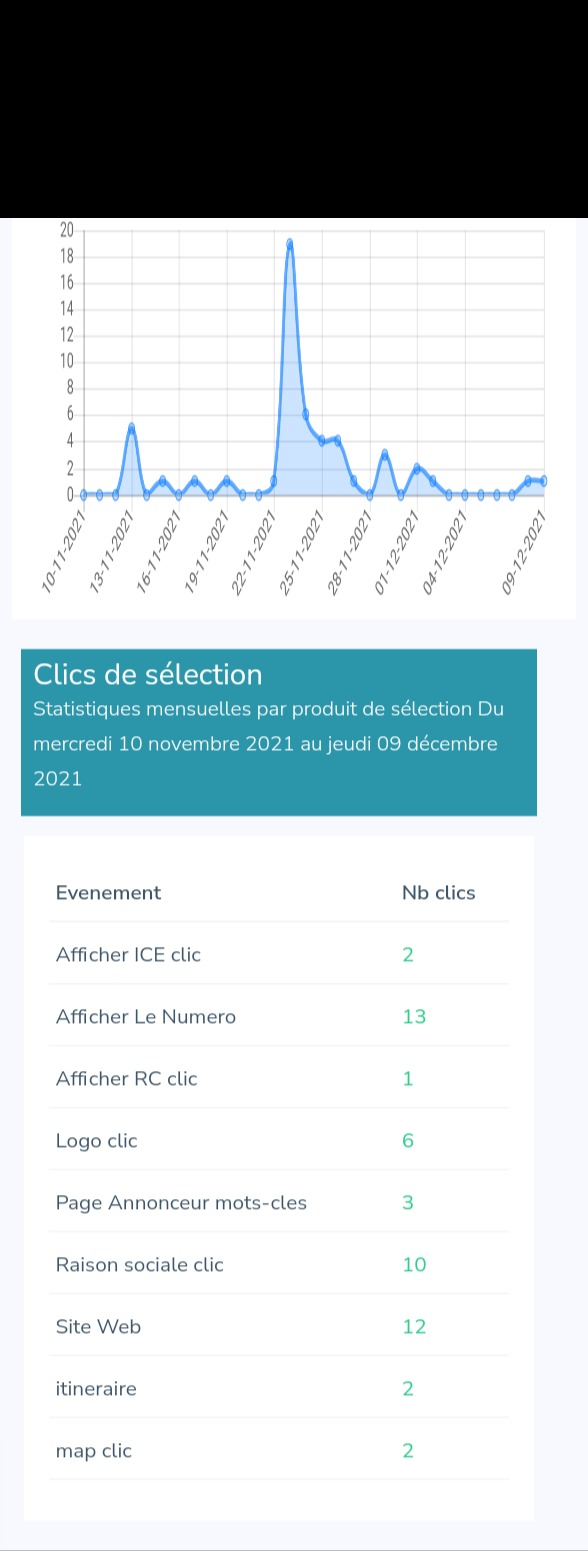 20
18
16
14
12
10
8
6
4
2
0
10-11-2021
13-11-2021
16-11-2021
19-11-2021
22-11-2021
25-11-2021
28-11-2021
01-12-2021
04-12-2021
09-12-2021
Clics de sélection
Statistiques mensuelles par produit de sélection Du
mercredi 10 novembre 2021 au jeudi 09 décembre
2021
Evenement Nb clics
Afficher ICE clic 2
Afficher Le Numero 13
Afficher RC clic 1
Logo clic 6
Page Annonceur mots-cles 3
Raison sociale clic 10
Site Web 12
itineraire 2
map clic 2